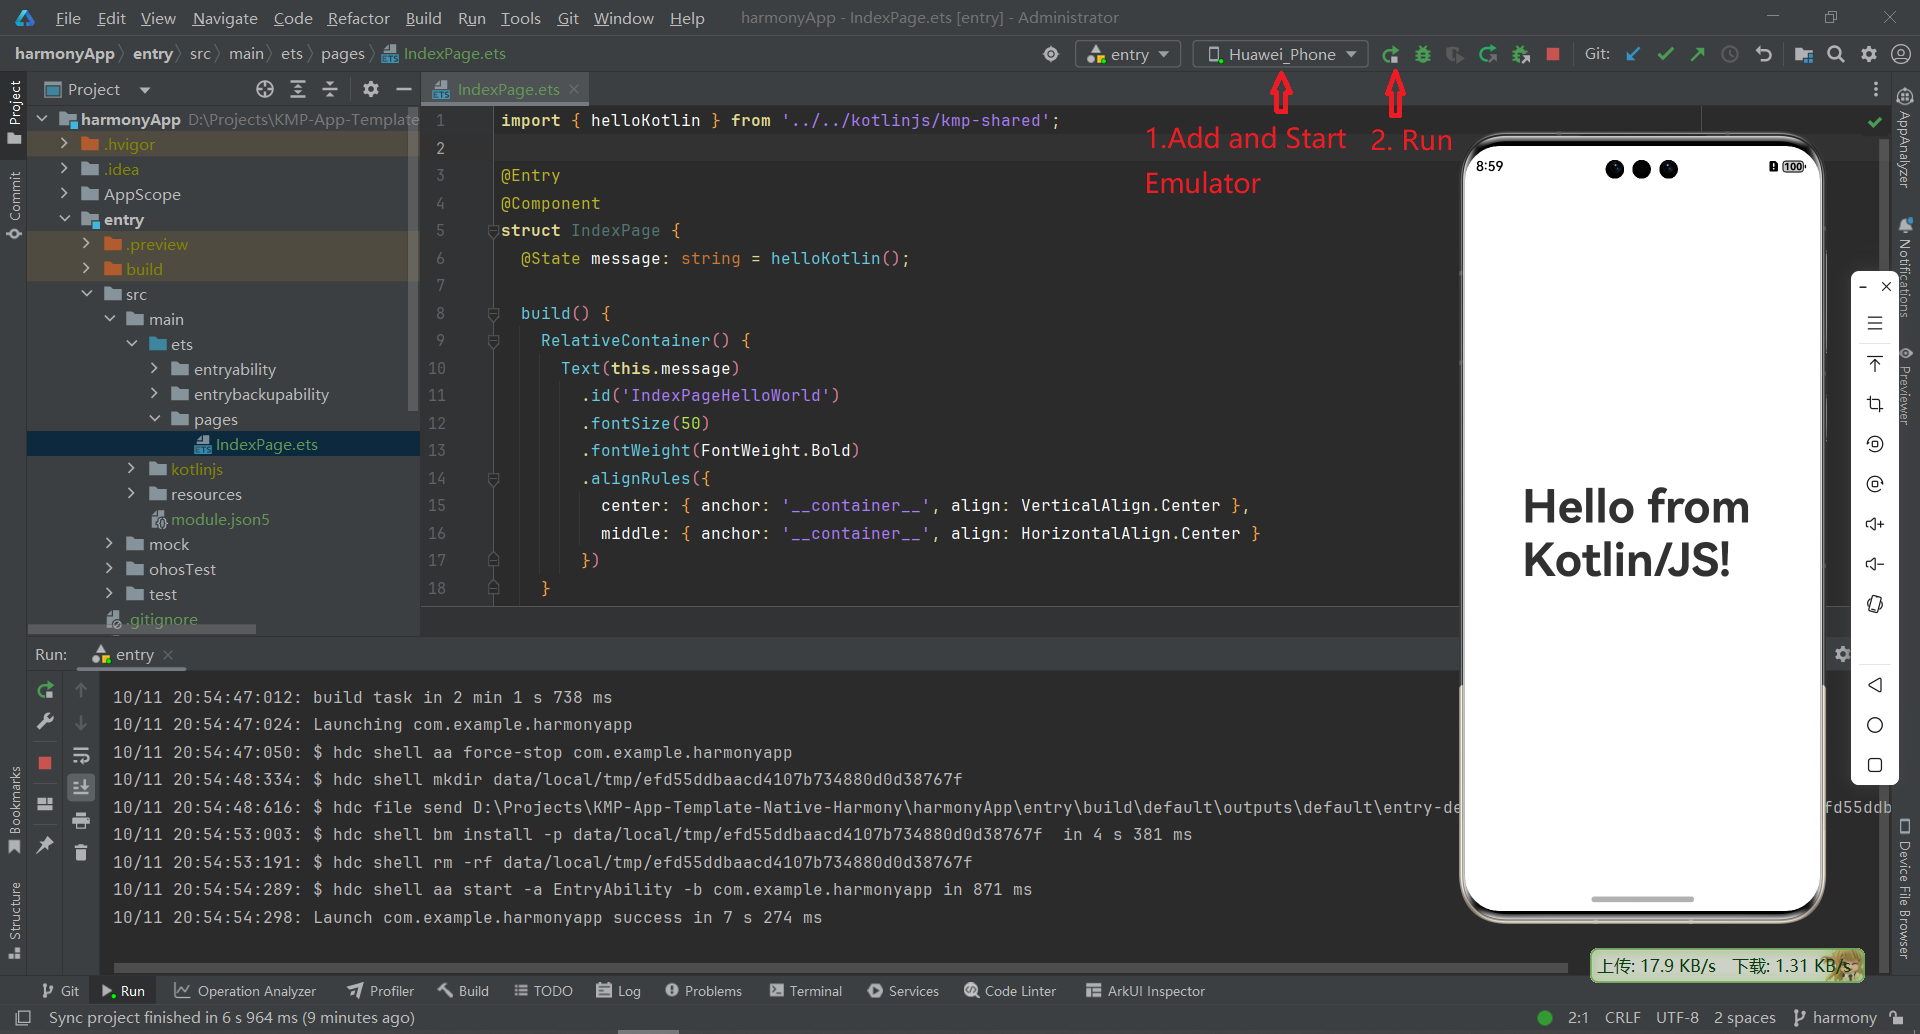 File Edit View Navigate Code Refactor Build Run Tools Git Window Help harmonyApp - IndexPage.ets [entry] - Administrator
harmonyApp entry src main ets pages IndexPage.ets entry Huawei_Phone Git:
Project
IndexPage.ets
harmonyApp D:\Projects\KMP-App-Template
.hvigor
.idea
AppScope
entry
.preview
build
src
main
ets
entryability
entrybackupability
pages
IndexPage.ets
kotlinjs
resources
module.json5
mock
ohosTest
test
.gitignore
1 import { helloKotlin } from '../../kotlinjs/kmp-shared';
2
3 @Entry
4 @Component
5 struct IndexPage {
6 @State message: string = helloKotlin();
7
8 build() {
9 RelativeContainer() {
10 Text(this.message)
11 .id('IndexPageHelloWorld')
12 .fontSize(50)
13 .fontWeight(FontWeight.Bold)
14 .alignRules({
15 center: { anchor: '__container__', align: VerticalAlign.Center },
16 middle: { anchor: '__container__', align: HorizontalAlign.Center }
17 })
18 }
1.Add and Start
Emulator
2. Run
8:59
100
Hello from
Kotlin/JS!
Run: entry
10/11 20:54:47:012: build task in 2 min 1 s 738 ms
10/11 20:54:47:024: Launching com.example.harmonyapp
10/11 20:54:47:050: $ hdc shell aa force-stop com.example.harmonyapp
10/11 20:54:48:334: $ hdc shell mkdir data/local/tmp/efd55ddbaacd4107b734880d0d38767f
10/11 20:54:48:616: $ hdc file send D:\Projects\KMP-App-Template-Native-Harmony\harmonyApp\entry\build\default\outputs\default\entry-de fd55ddb
10/11 20:54:53:003: $ hdc shell bm install -p data/local/tmp/efd55ddbaacd4107b734880d0d38767f in 4 s 381 ms
10/11 20:54:53:191: $ hdc shell rm -rf data/local/tmp/efd55ddbaacd4107b734880d0d38767f
10/11 20:54:54:289: $ hdc shell aa start -a EntryAbility -b com.example.harmonyapp in 871 ms
10/11 20:54:54:298: Launch com.example.harmonyapp success in 7 s 274 ms
Project
Commit
Bookmarks
Structure
AppAnalyzer
Notifications
Previewer
Device File Browser
上传: 17.9 KB/s 下载: 1.31 KB/s
Git Run Operation Analyzer Profiler Build TODO Log Problems Terminal Services Code Linter ArkUI Inspector
Sync project finished in 6 s 964 ms (9 minutes ago) 2:1 CRLF UTF-8 2 spaces harmony